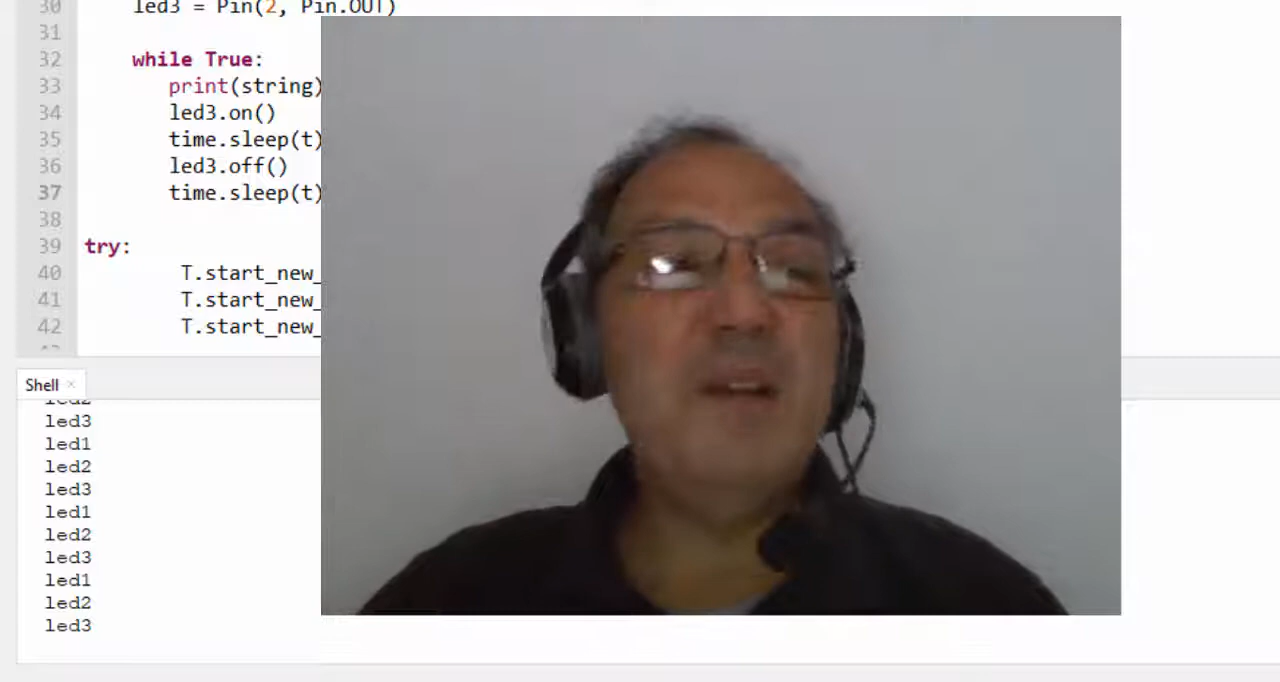 30 led3 = Pin(2, Pin.OUT)
31
32 while True:
33 print(string)
34 led3.on()
35 time.sleep(t)
36 led3.off()
37 time.sleep(t)
38
39 try:
40 T.start_new_
41 T.start_new_
42 T.start_new_
Shell ×
led2
led3
led1
led2
led3
led1
led2
led3
led1
led2
led3